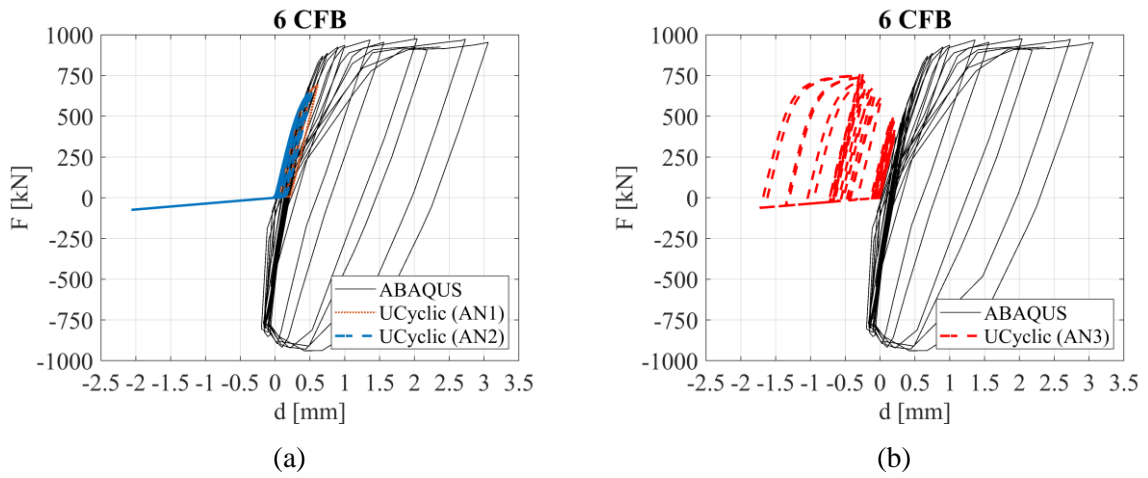 6 CFB
1000
750
500
250
0
-250
-500
-750
-1000
F [kN]
-2.5 -2 -1.5 -1 -0.5 0 0.5 1 1.5 2 2.5 3 3.5
d [mm]
ABAQUS
UCyclic (AN1)
UCyclic (AN2)
(a)
6 CFB
1000
750
500
250
0
-250
-500
-750
-1000
F [kN]
-2.5 -2 -1.5 -1 -0.5 0 0.5 1 1.5 2 2.5 3 3.5
d [mm]
ABAQUS
UCyclic (AN3)
(b)